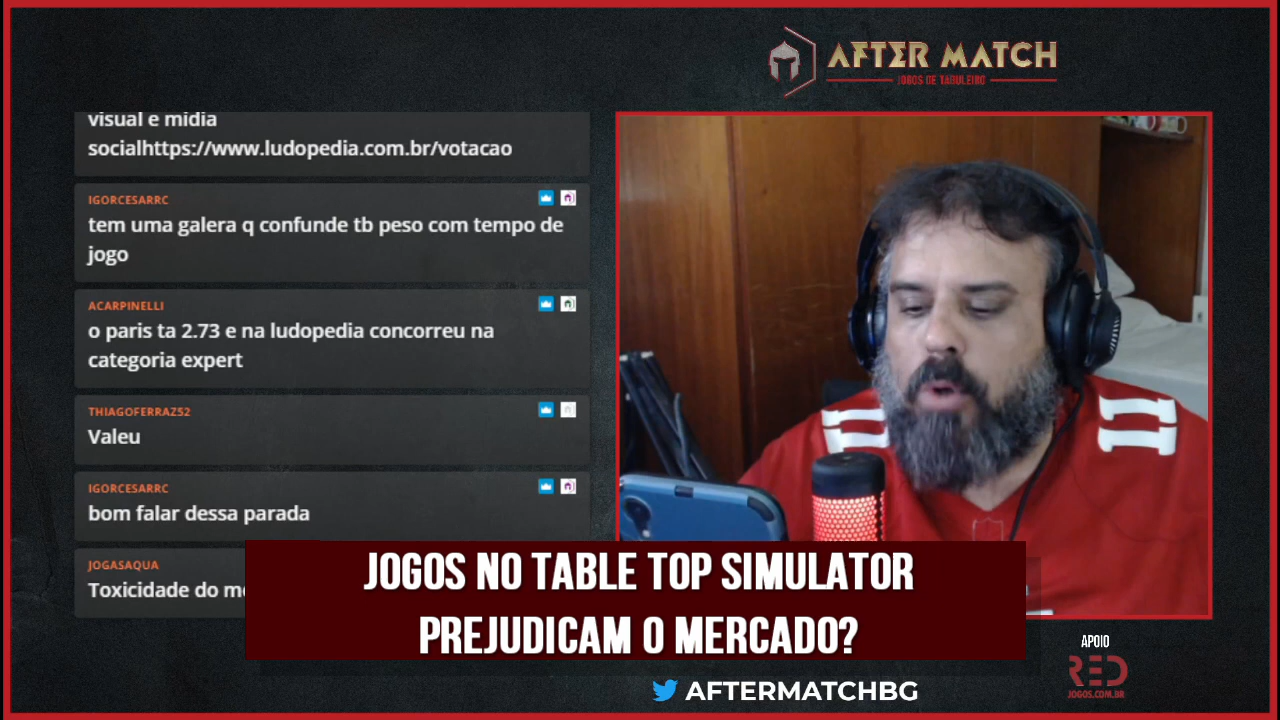 AFTER MATCH
JOGOS DE TABULEIRO
visual e mídia
socialhttps://www.ludopedia.com.br/votacao
IGORCESARRC
tem uma galera q confunde tb peso com tempo de
jogo
ACARPINELLI
o paris ta 2.73 e na ludopedia concorreu na
categoria expert
THIAGOFERRAZ52
Valeu
IGORCESARRC
bom falar dessa parada
JOGASAQUA
Toxicidade do
JOGOS NO TABLE TOP SIMULATOR
PREJUDICAM O MERCADO?
APOIO
RED
JOGOS.COM.BR
AFTERMATCHBG